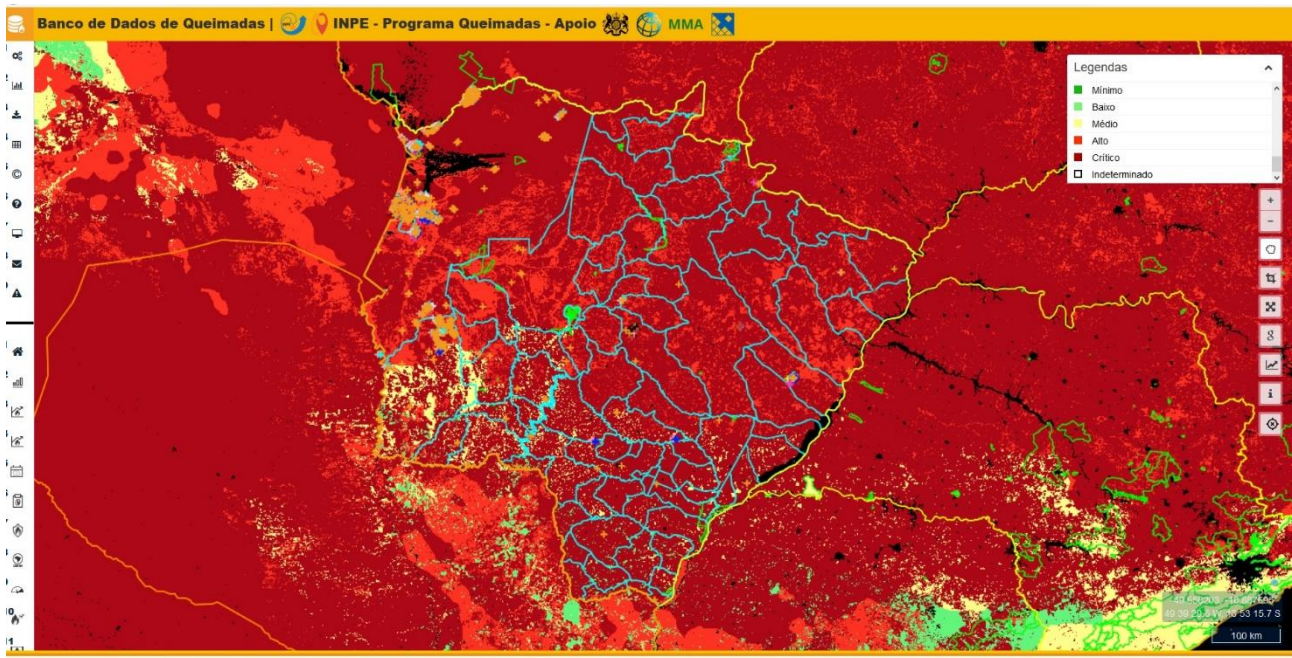 Banco de Dados de Queimadas | INPE - Programa Queimadas - Apoio MMA
Legendas
Mínimo
Baixo
Médio
Alto
Crítico
Indeterminado
100 km